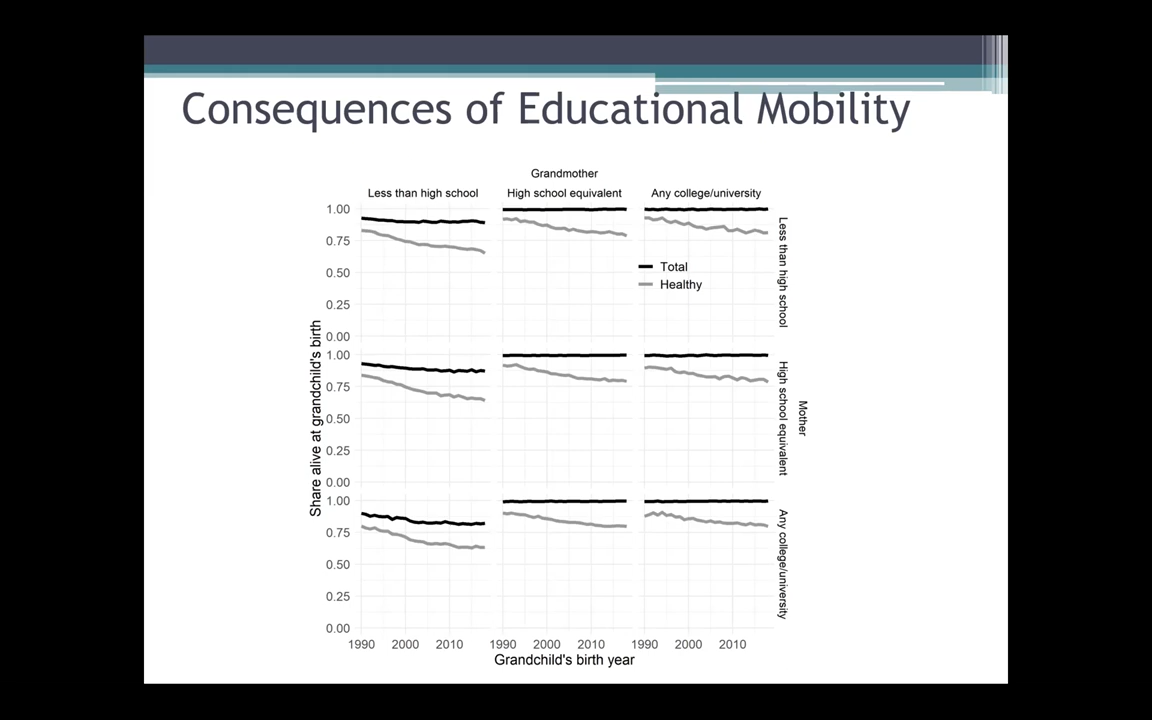 Consequences of Educational Mobility
Grandmother
Less than high school
High school equivalent
Any college/university
1.00
0.75
0.50
0.25
0.00
Less than high school
Total
Healthy
1.00
0.75
0.50
0.25
0.00
High school equivalent
Mother
Share alive at grandchild's birth
1.00
0.75
0.50
0.25
0.00
Any college/university
1990 2000 2010
1990 2000 2010
1990 2000 2010
Grandchild's birth year